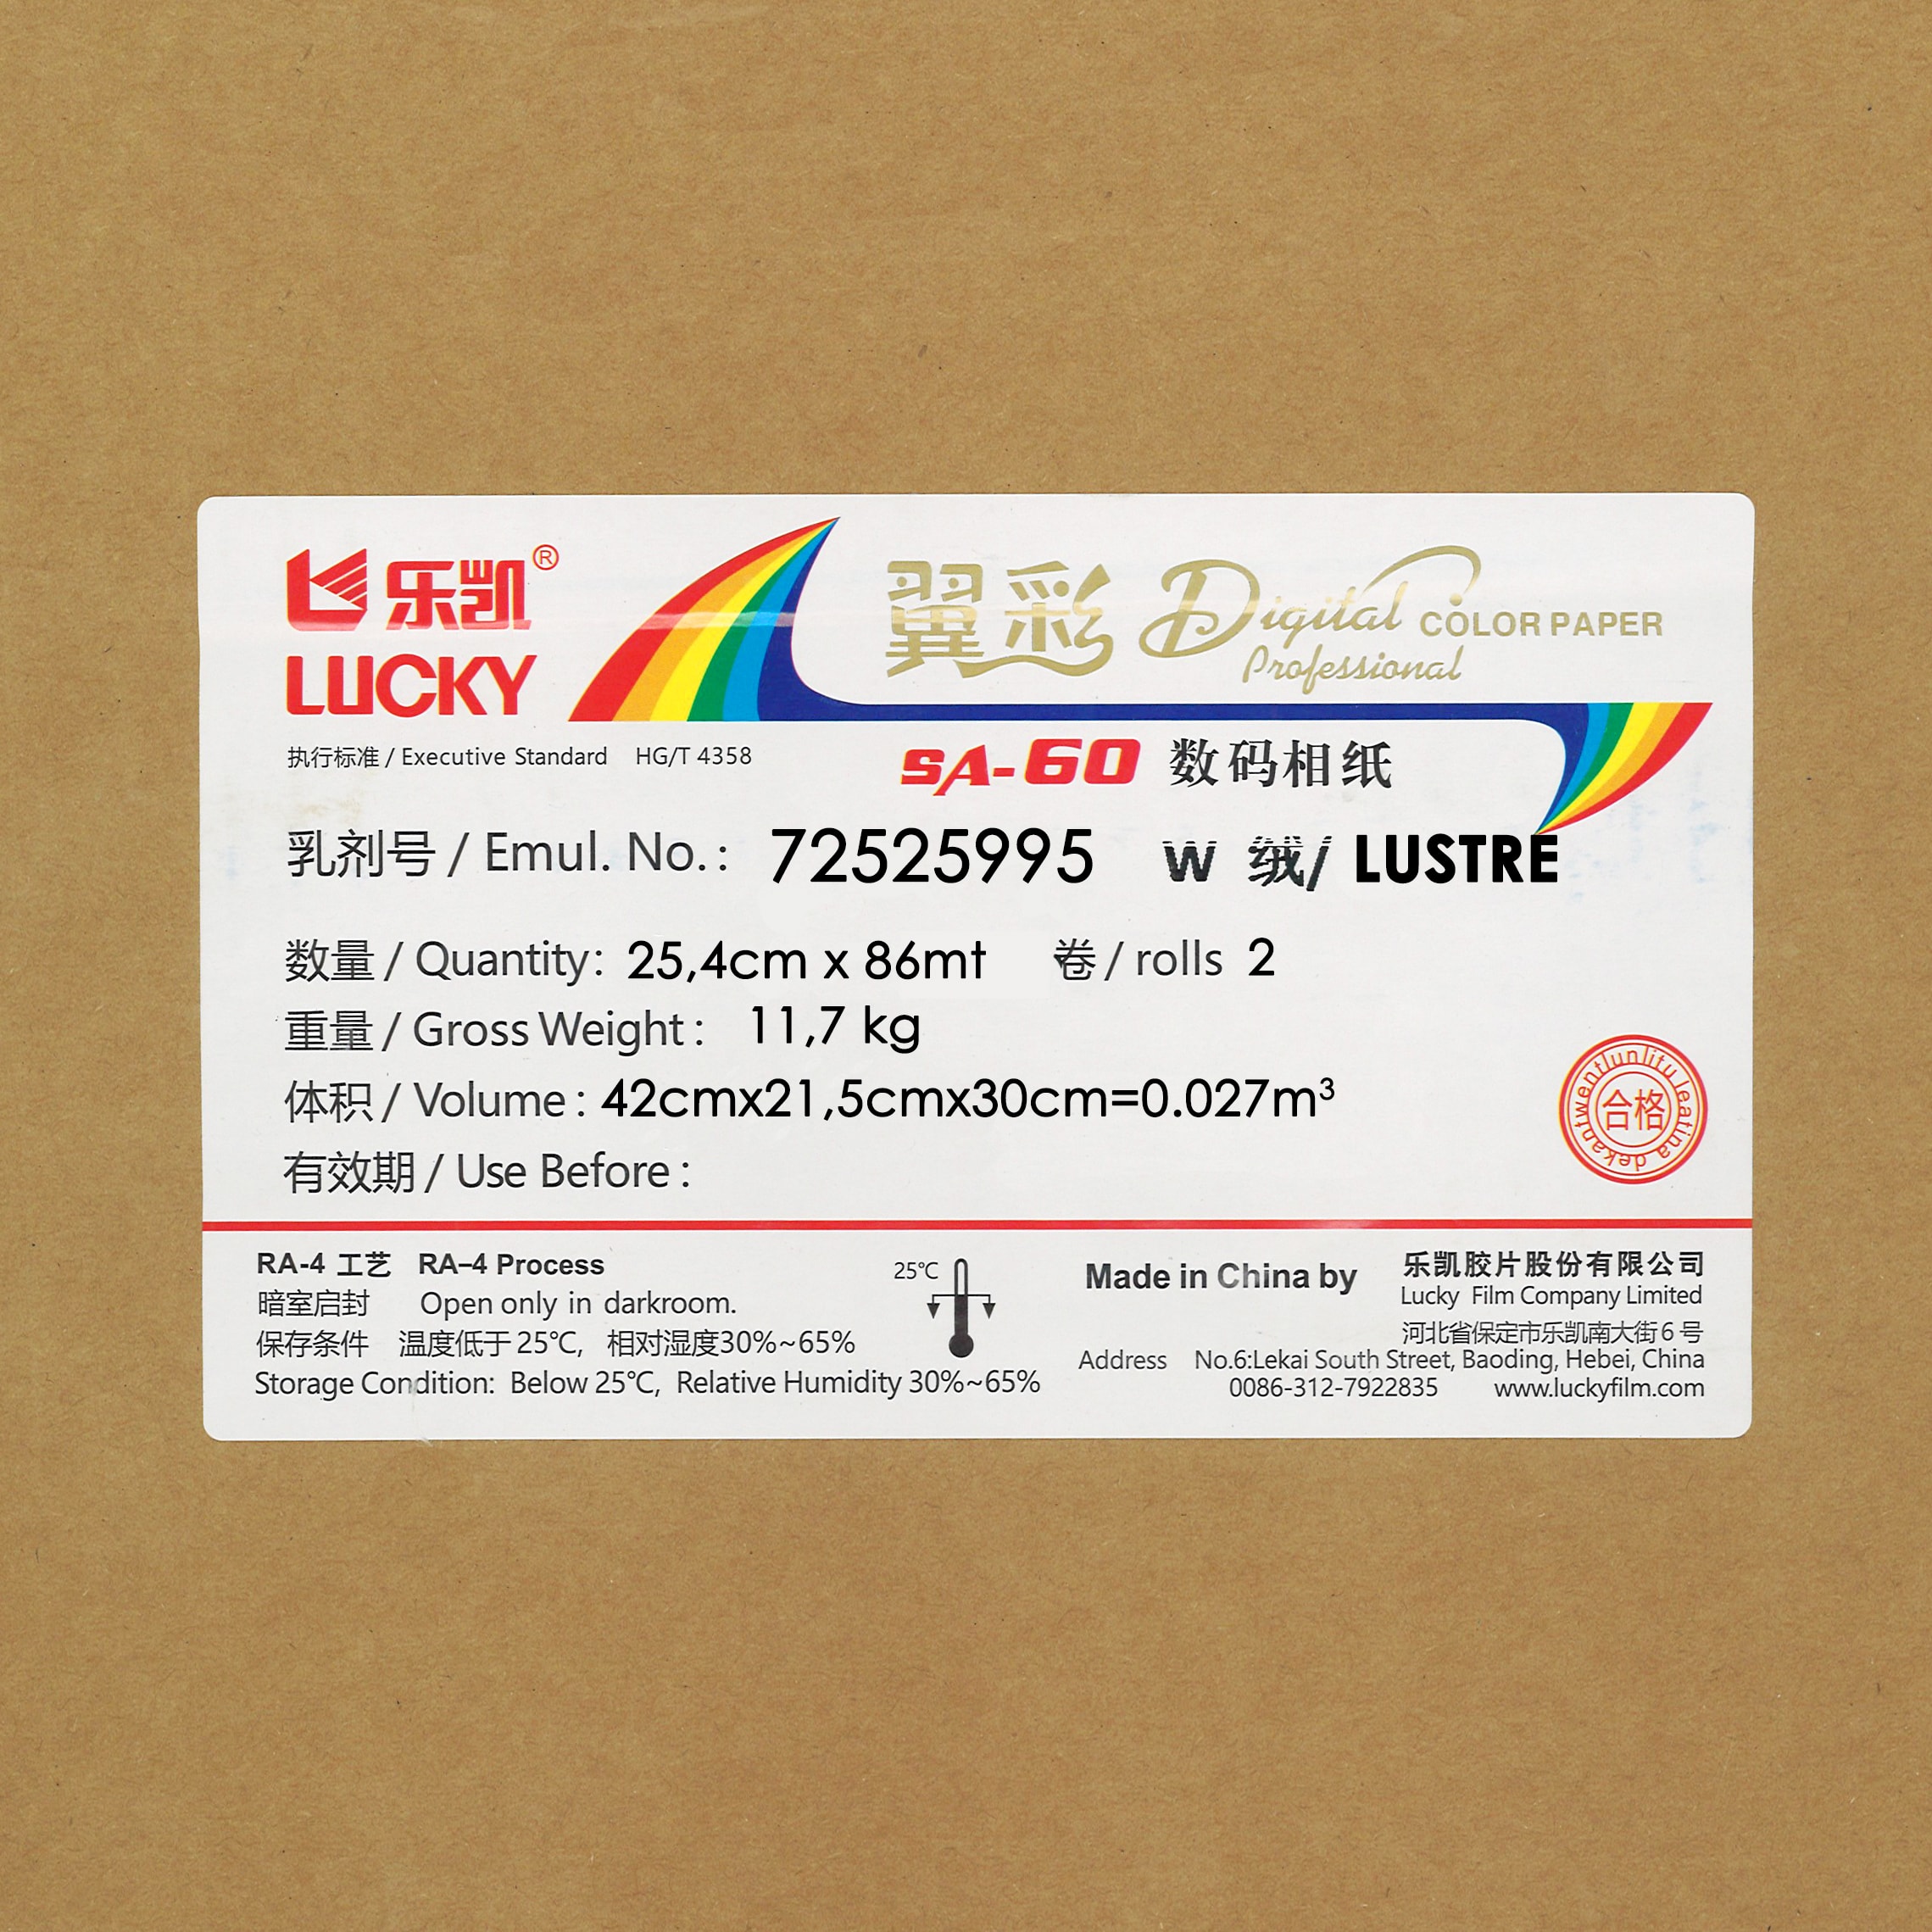 乐凯®
LUCKY
翼彩 Digital COLOR PAPER
Professional
执行标准 / Executive Standard HG/T 4358
SA-60 数码相纸
乳剂号 / Emul. No.: 72525995 W 绒/ LUSTRE
数量 / Quantity: 25,4cm x 86mt 卷 / rolls 2
重量 / Gross Weight: 11,7 kg
体积 / Volume: 42cmx21,5cmx30cm=0.027m³
有效期 / Use Before:
合格
RA-4 工艺 RA-4 Process
暗室启封 Open only in darkroom.
保存条件 温度低于 25℃, 相对湿度30%~65%
Storage Condition: Below 25℃, Relative Humidity 30%~65%
25℃
Made in China by
乐凯胶片股份有限公司
Lucky Film Company Limited
河北省保定市乐凯南大街 6 号
Address No.6:Lekai South Street, Baoding, Hebei, China
0086-312-7922835 www.luckyfilm.com